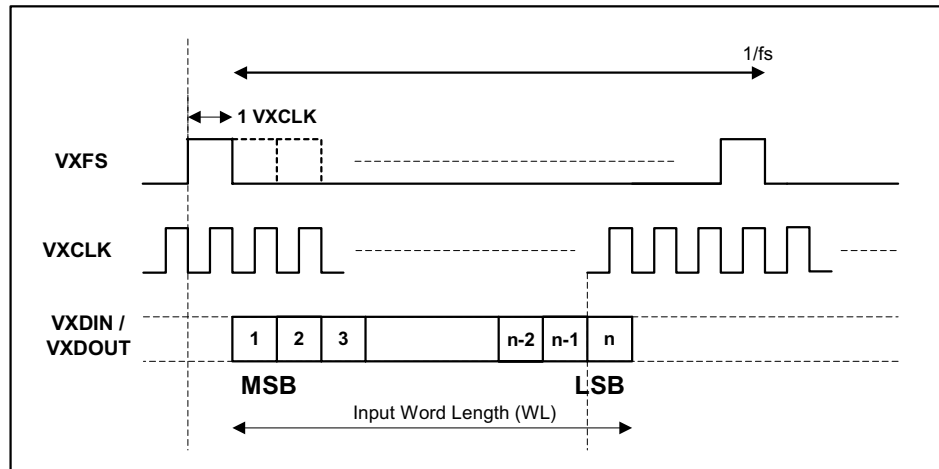 1/fs
1 VXCLK
VXFS
VXCLK
VXDIN /
VXDOUT
1 2 3 n-2 n-1 n
MSB LSB
Input Word Length (WL)